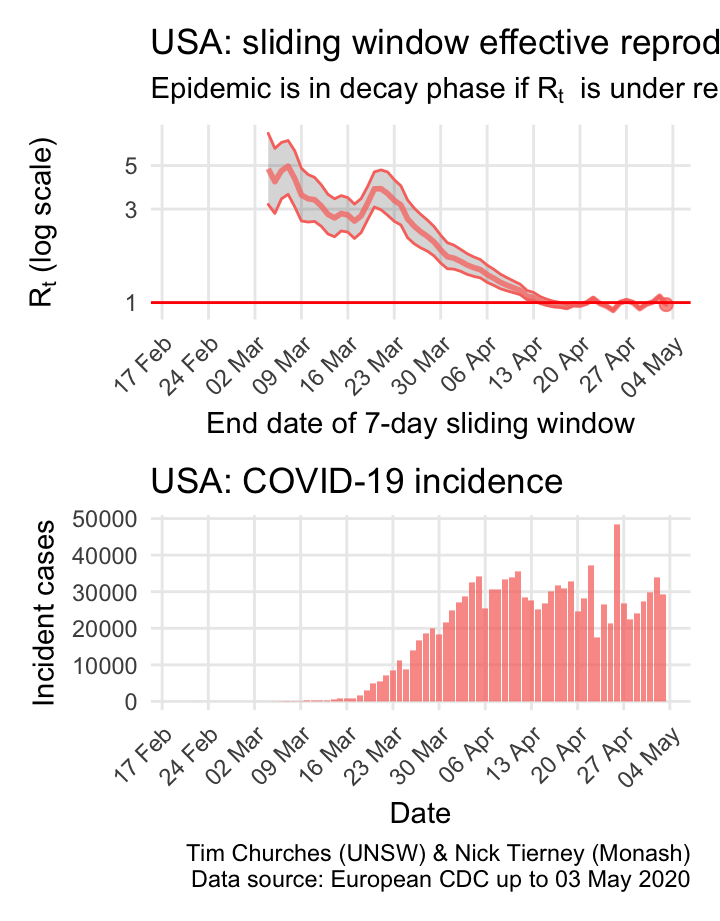 USA: sliding window effective reprod
Epidemic is in decay phase if Rt is under re
Rt (log scale)
5
3
1
17 Feb
24 Feb
02 Mar
09 Mar
16 Mar
23 Mar
30 Mar
06 Apr
13 Apr
20 Apr
27 Apr
04 May
End date of 7-day sliding window
USA: COVID-19 incidence
Incident cases
50000
40000
30000
20000
10000
0
17 Feb
24 Feb
02 Mar
09 Mar
16 Mar
23 Mar
30 Mar
06 Apr
13 Apr
20 Apr
27 Apr
04 May
Date
Tim Churches (UNSW) & Nick Tierney (Monash)
Data source: European CDC up to 03 May 2020